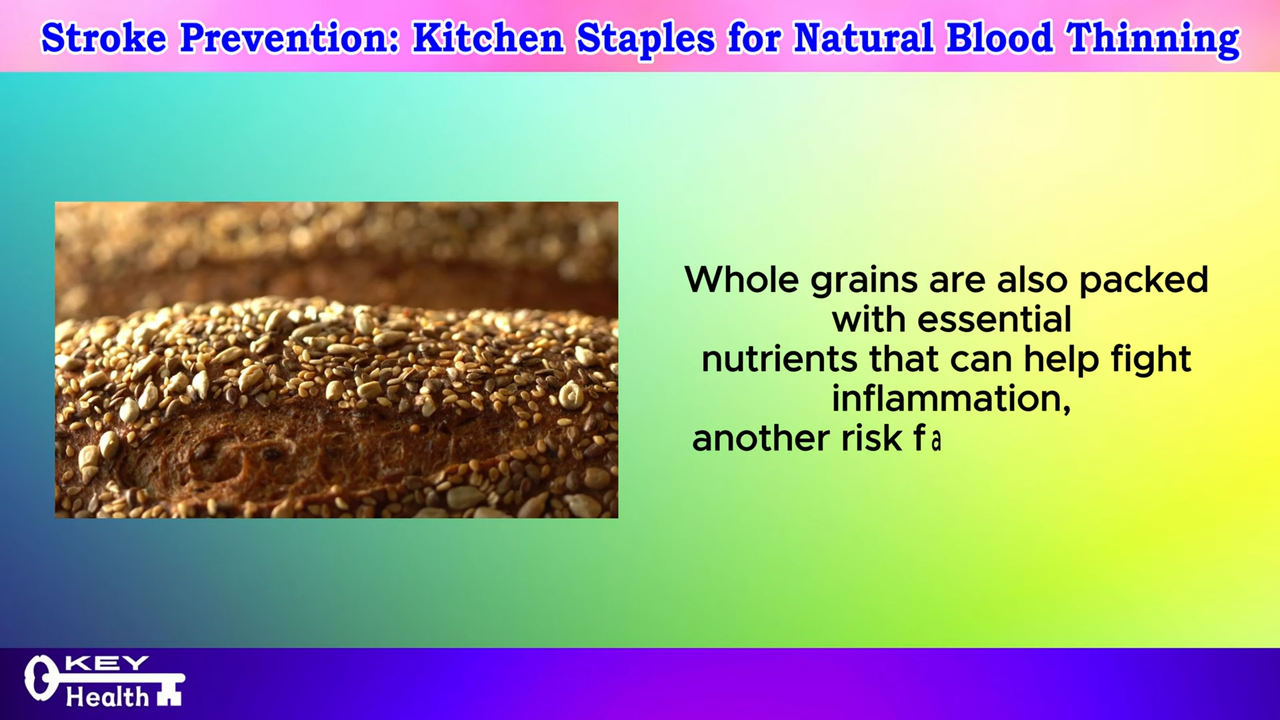 Stroke Prevention: Kitchen Staples for Natural Blood Thinning
Whole grains are also packed
with essential
nutrients that can help fight
inflammation,
another risk fa
KEY
Health